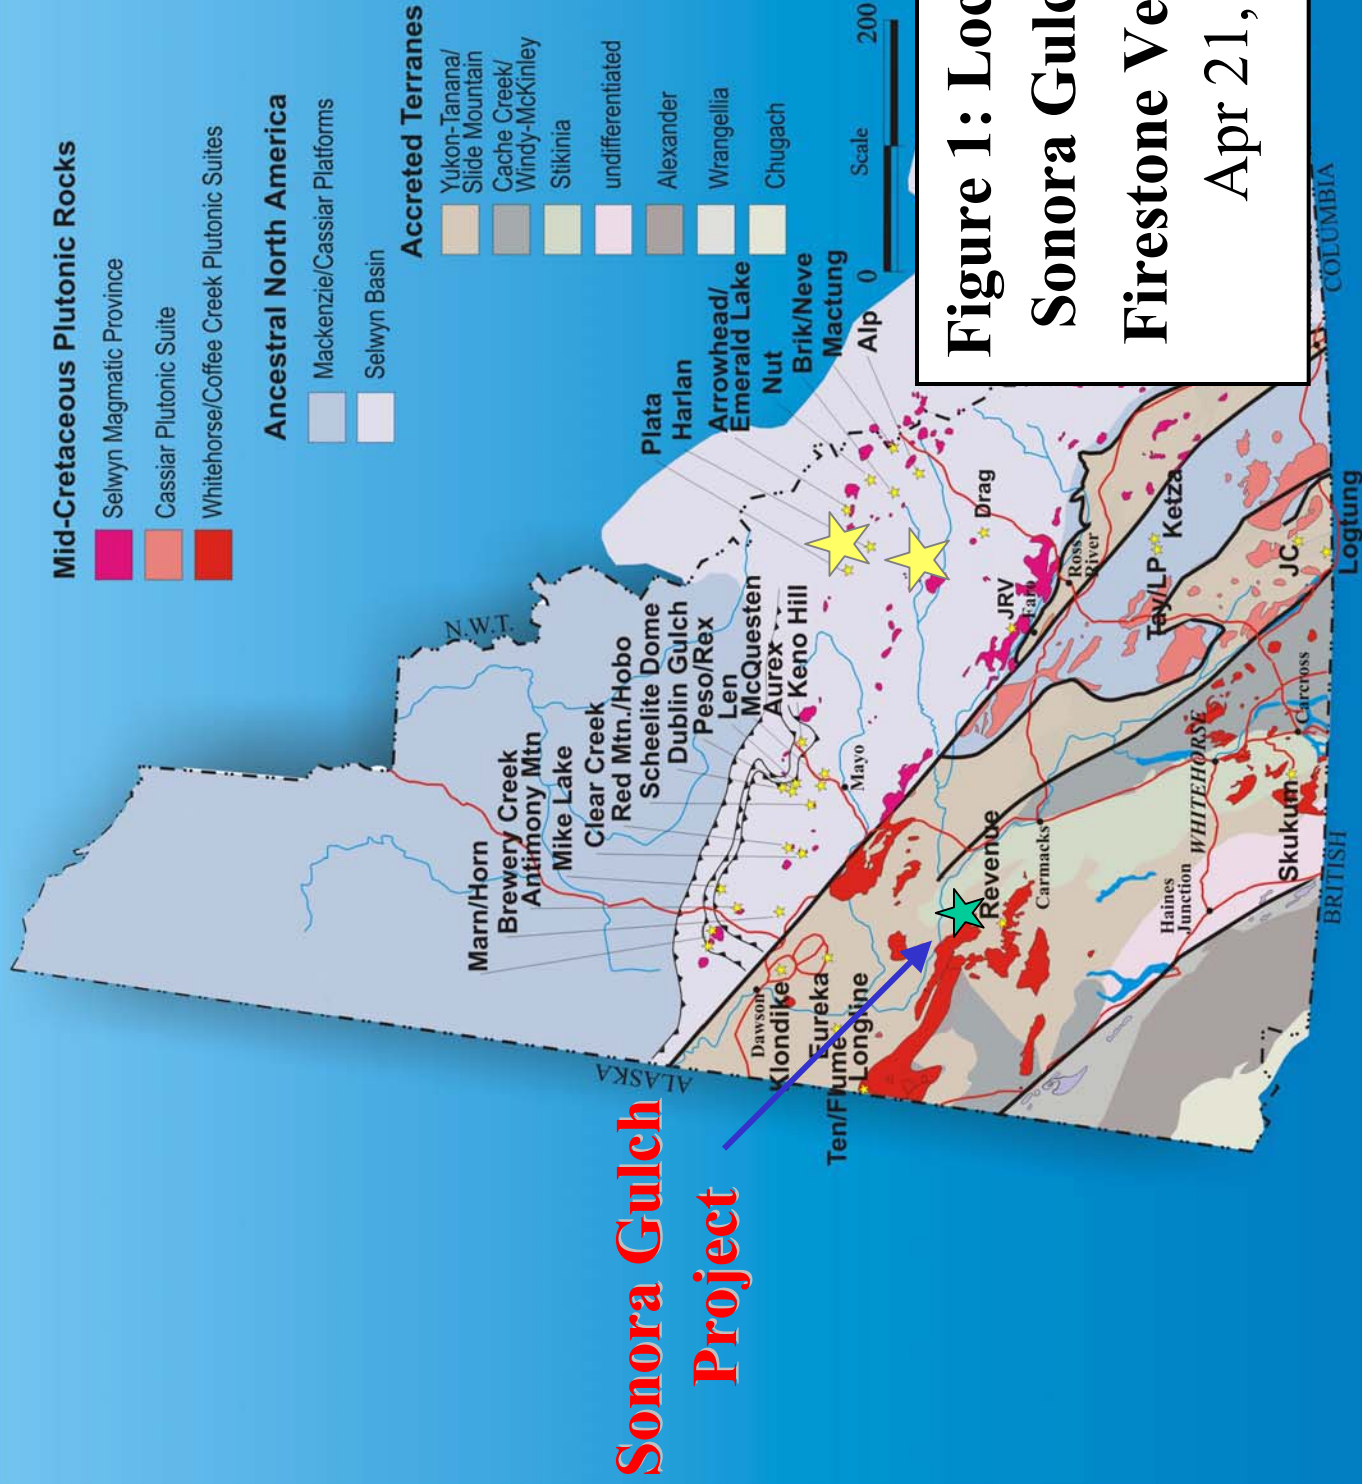 Mid-Cretaceous Plutonic Rocks
Selwyn Magmatic Province
Cassiar Plutonic Suite
Whitehorse/Coffee Creek Plutonic Suites
Ancestral North America
Mackenzie/Cassiar Platforms
Selwyn Basin
Accreted Terranes
Yukon-Tanana/
Slide Mountain
Cache Creek/
Windy-McKinley
Stikinia
undifferentiated
Alexander
Wrangellia
Chugach
Scale
0
200
N.W.T.
ALASKA
Marn/Horn
Brewery Creek
Antimony Mtn
Mike Lake
Clear Creek
Red Mtn./Hobo
Scheelite Dome
Dublin Gulch
Peso/Rex
Len
McQuesten
Aurex
Keno Hill
Plata
Harlan
Arrowhead/
Emerald Lake
Nut
Brik/Neve
Mactung
Alp
Mayo
Drag
JRV
Faro
Ross
River
Tay/LP
Ketza
JC
Logtung
Dawson
Klondike
Eureka
Ten/Flume
Longline
Revenue
Carmacks
WHITEHORSE
Carcross
Haines
Junction
Skukum
BRITISH
COLUMBIA
Sonora Gulch
Project
Figure 1: Loc
Sonora Gulc
Firestone Ve
Apr 21,